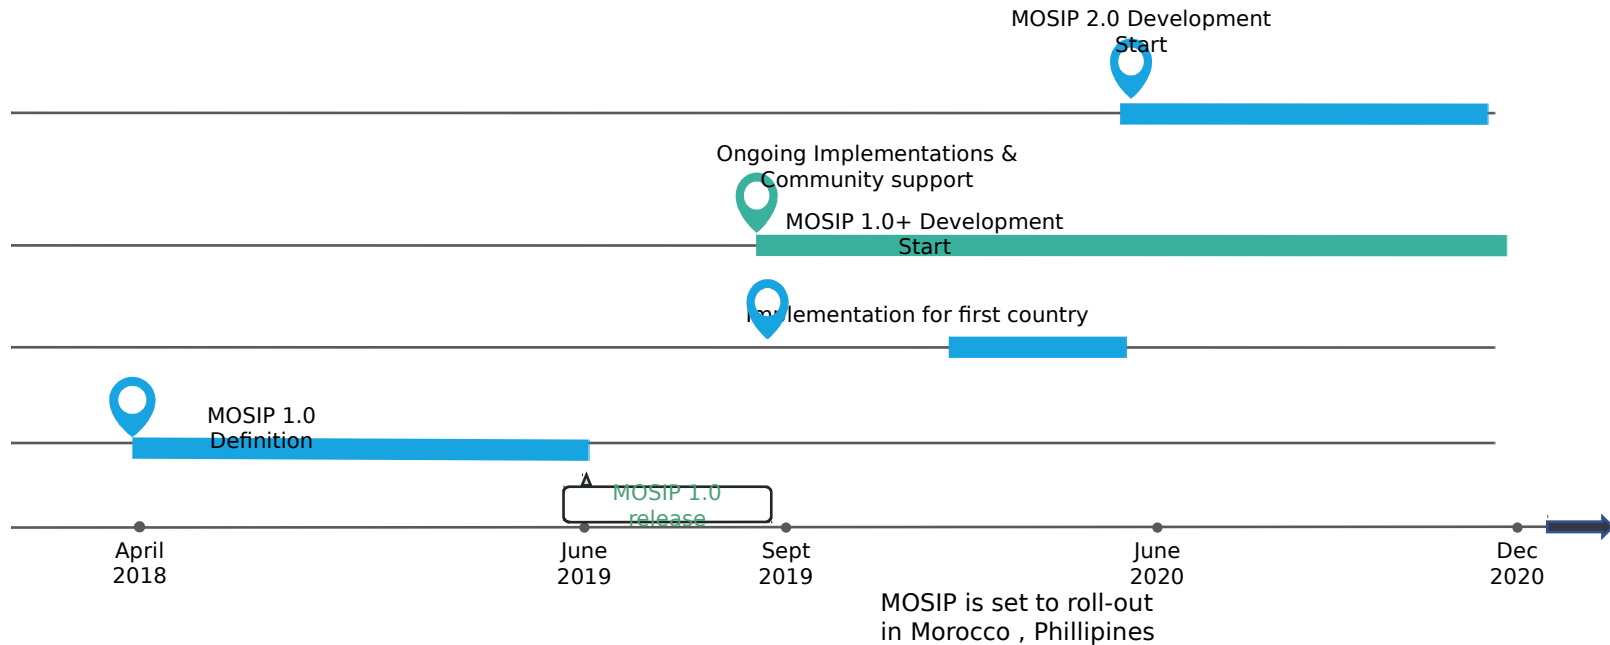 MOSIP 2.0 Development
Start
Ongoing Implementations &
Community support
MOSIP 1.0+ Development
Start
Implementation for first country
MOSIP 1.0
Definition
MOSIP 1.0
release
April
2018
June
2019
Sept
2019
June
2020
Dec
2020
MOSIP is set to roll-out
in Morocco , Phillipines